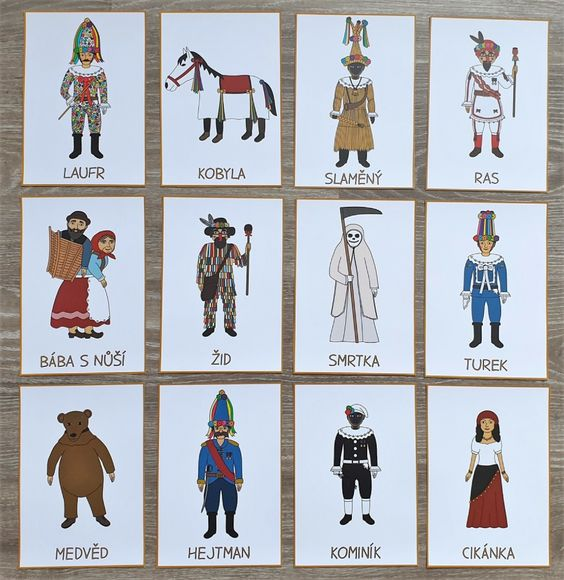 LAUFR
KOBYLA
SLAMĚNÝ
RAS
BÁBA S NŮŠÍ
ŽID
SMRTKA
TUREK
MEDVĚD
HEJTMAN
KOMINÍK
CIKÁNKA